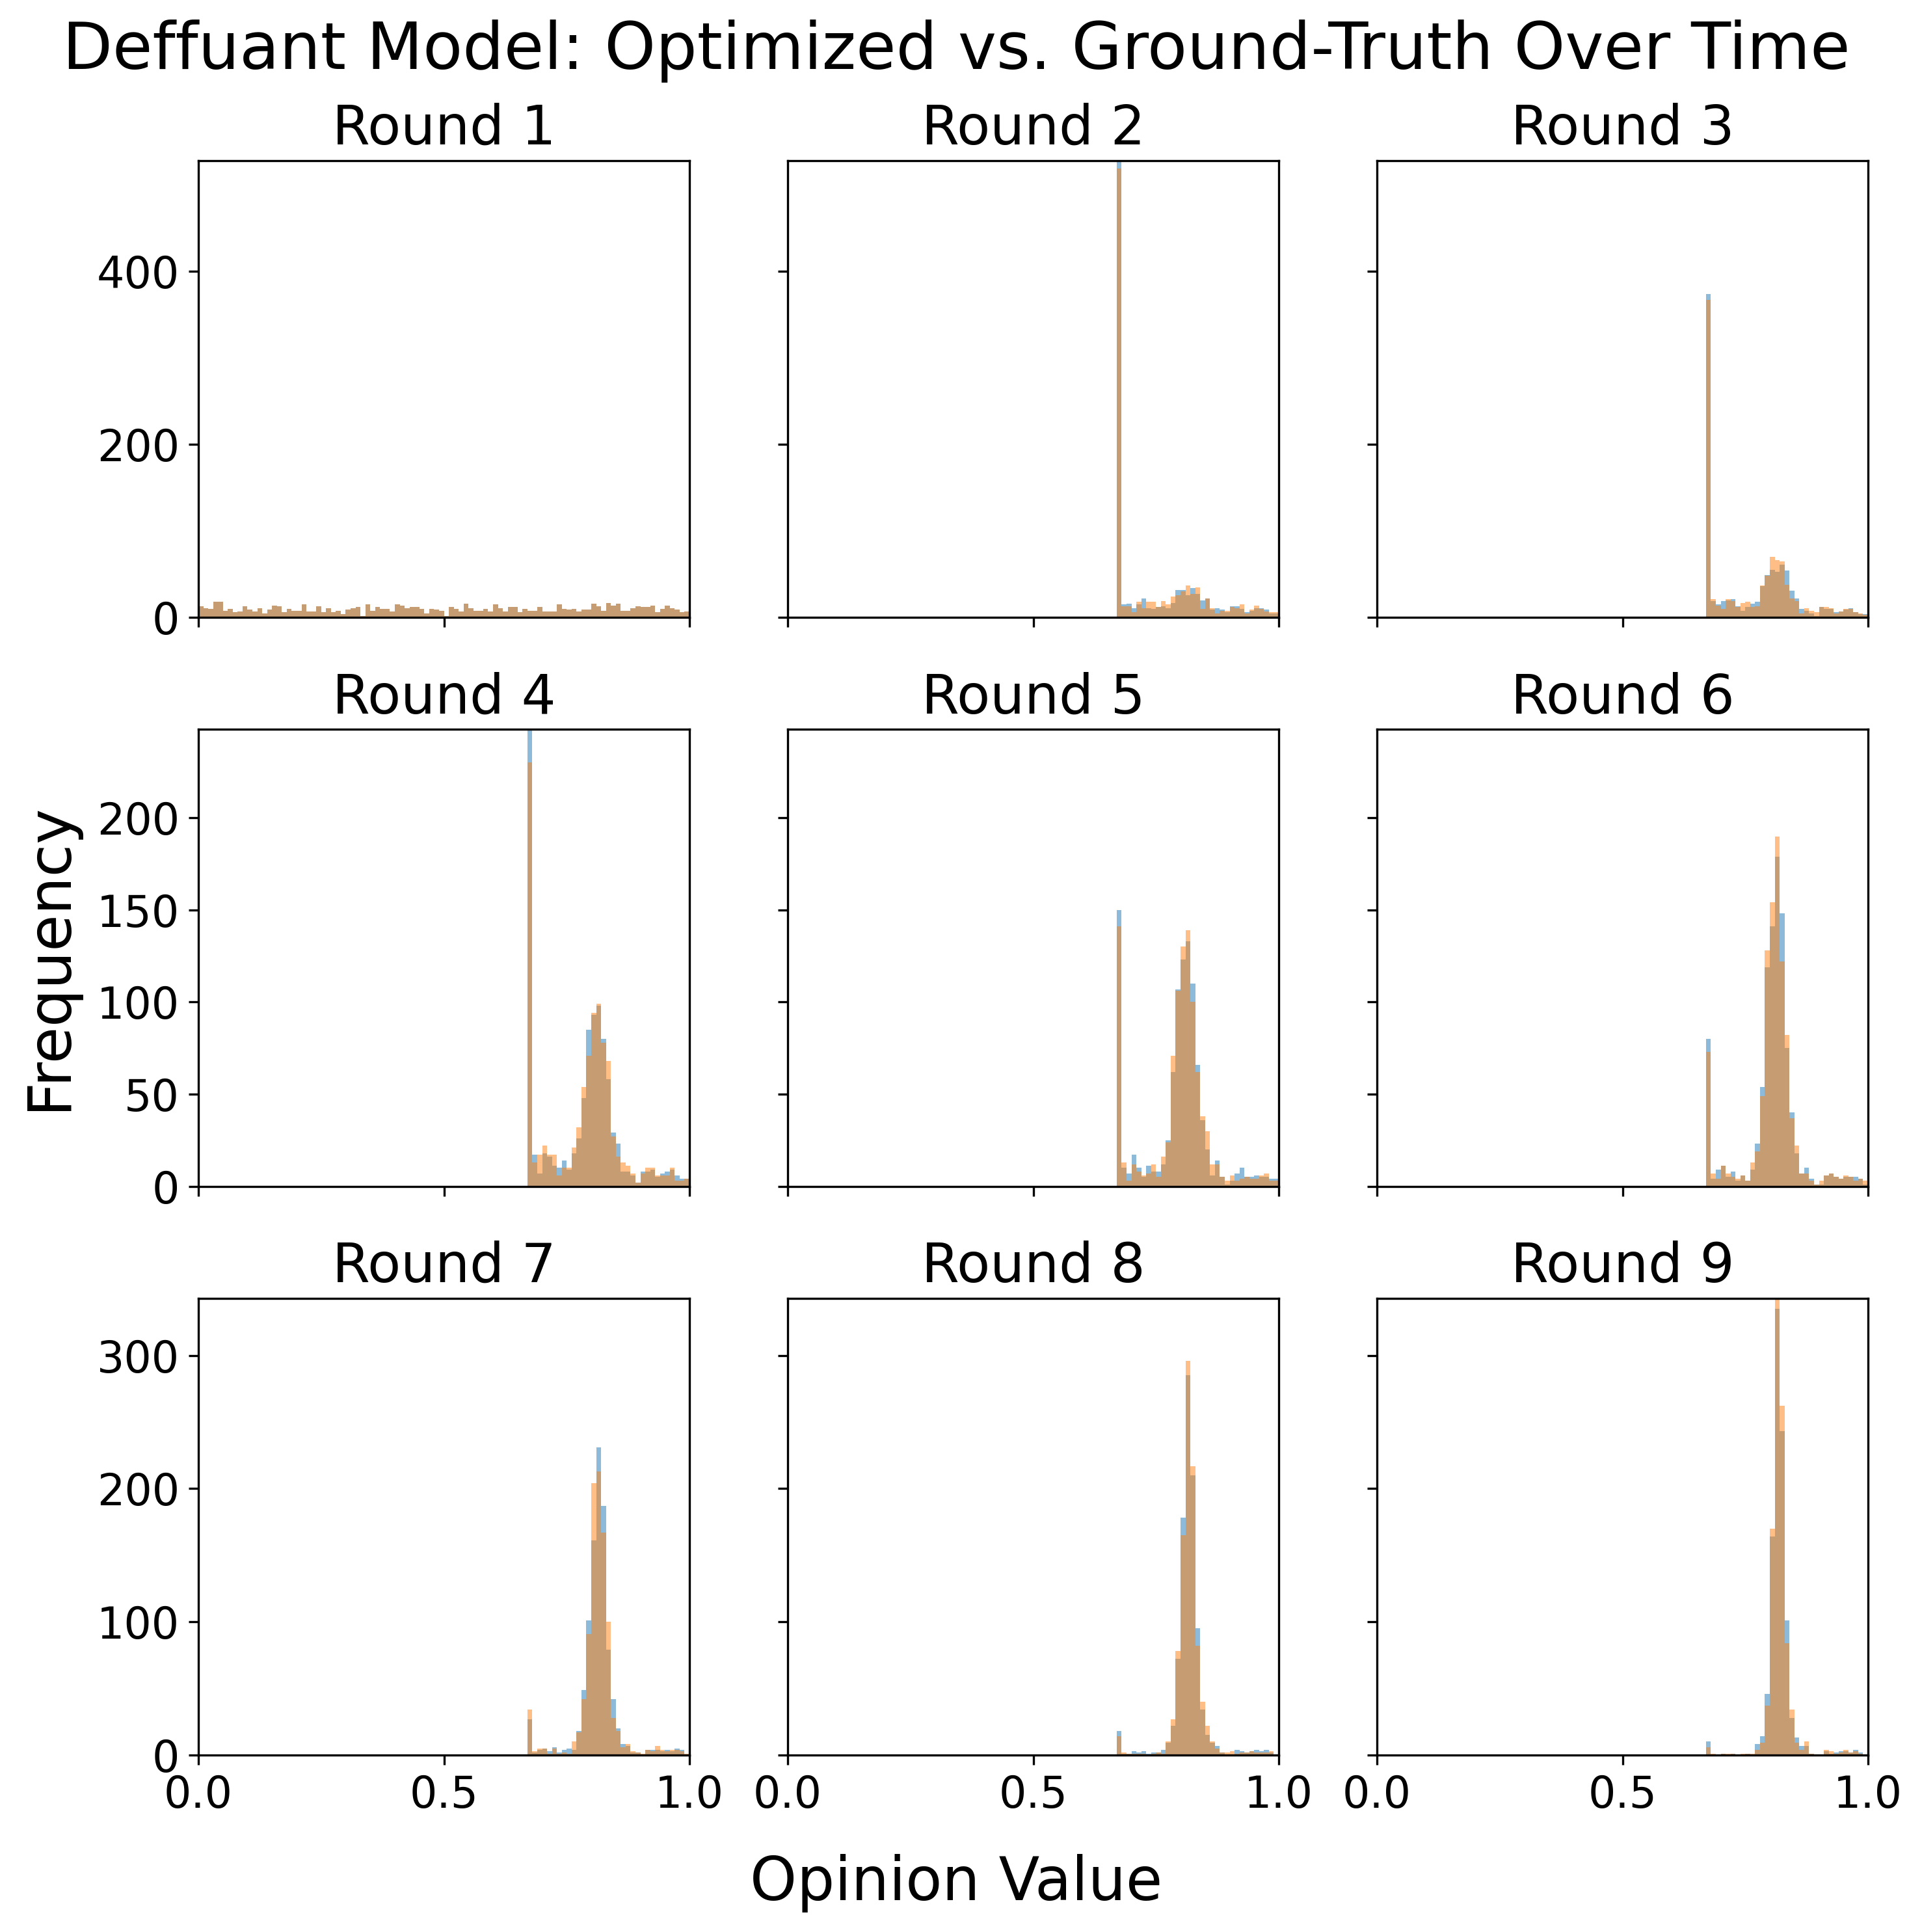 Deffuant Model: Optimized vs. Ground-Truth Over Time
Round 1
Round 2
Round 3
400
200
0
Round 4
Round 5
Round 6
Frequency
200
150
100
50
0
Round 7
Round 8
Round 9
300
200
100
0
0.0 0.5 1.0 0.0 0.5 1.0 0.0 0.5 1.0
Opinion Value